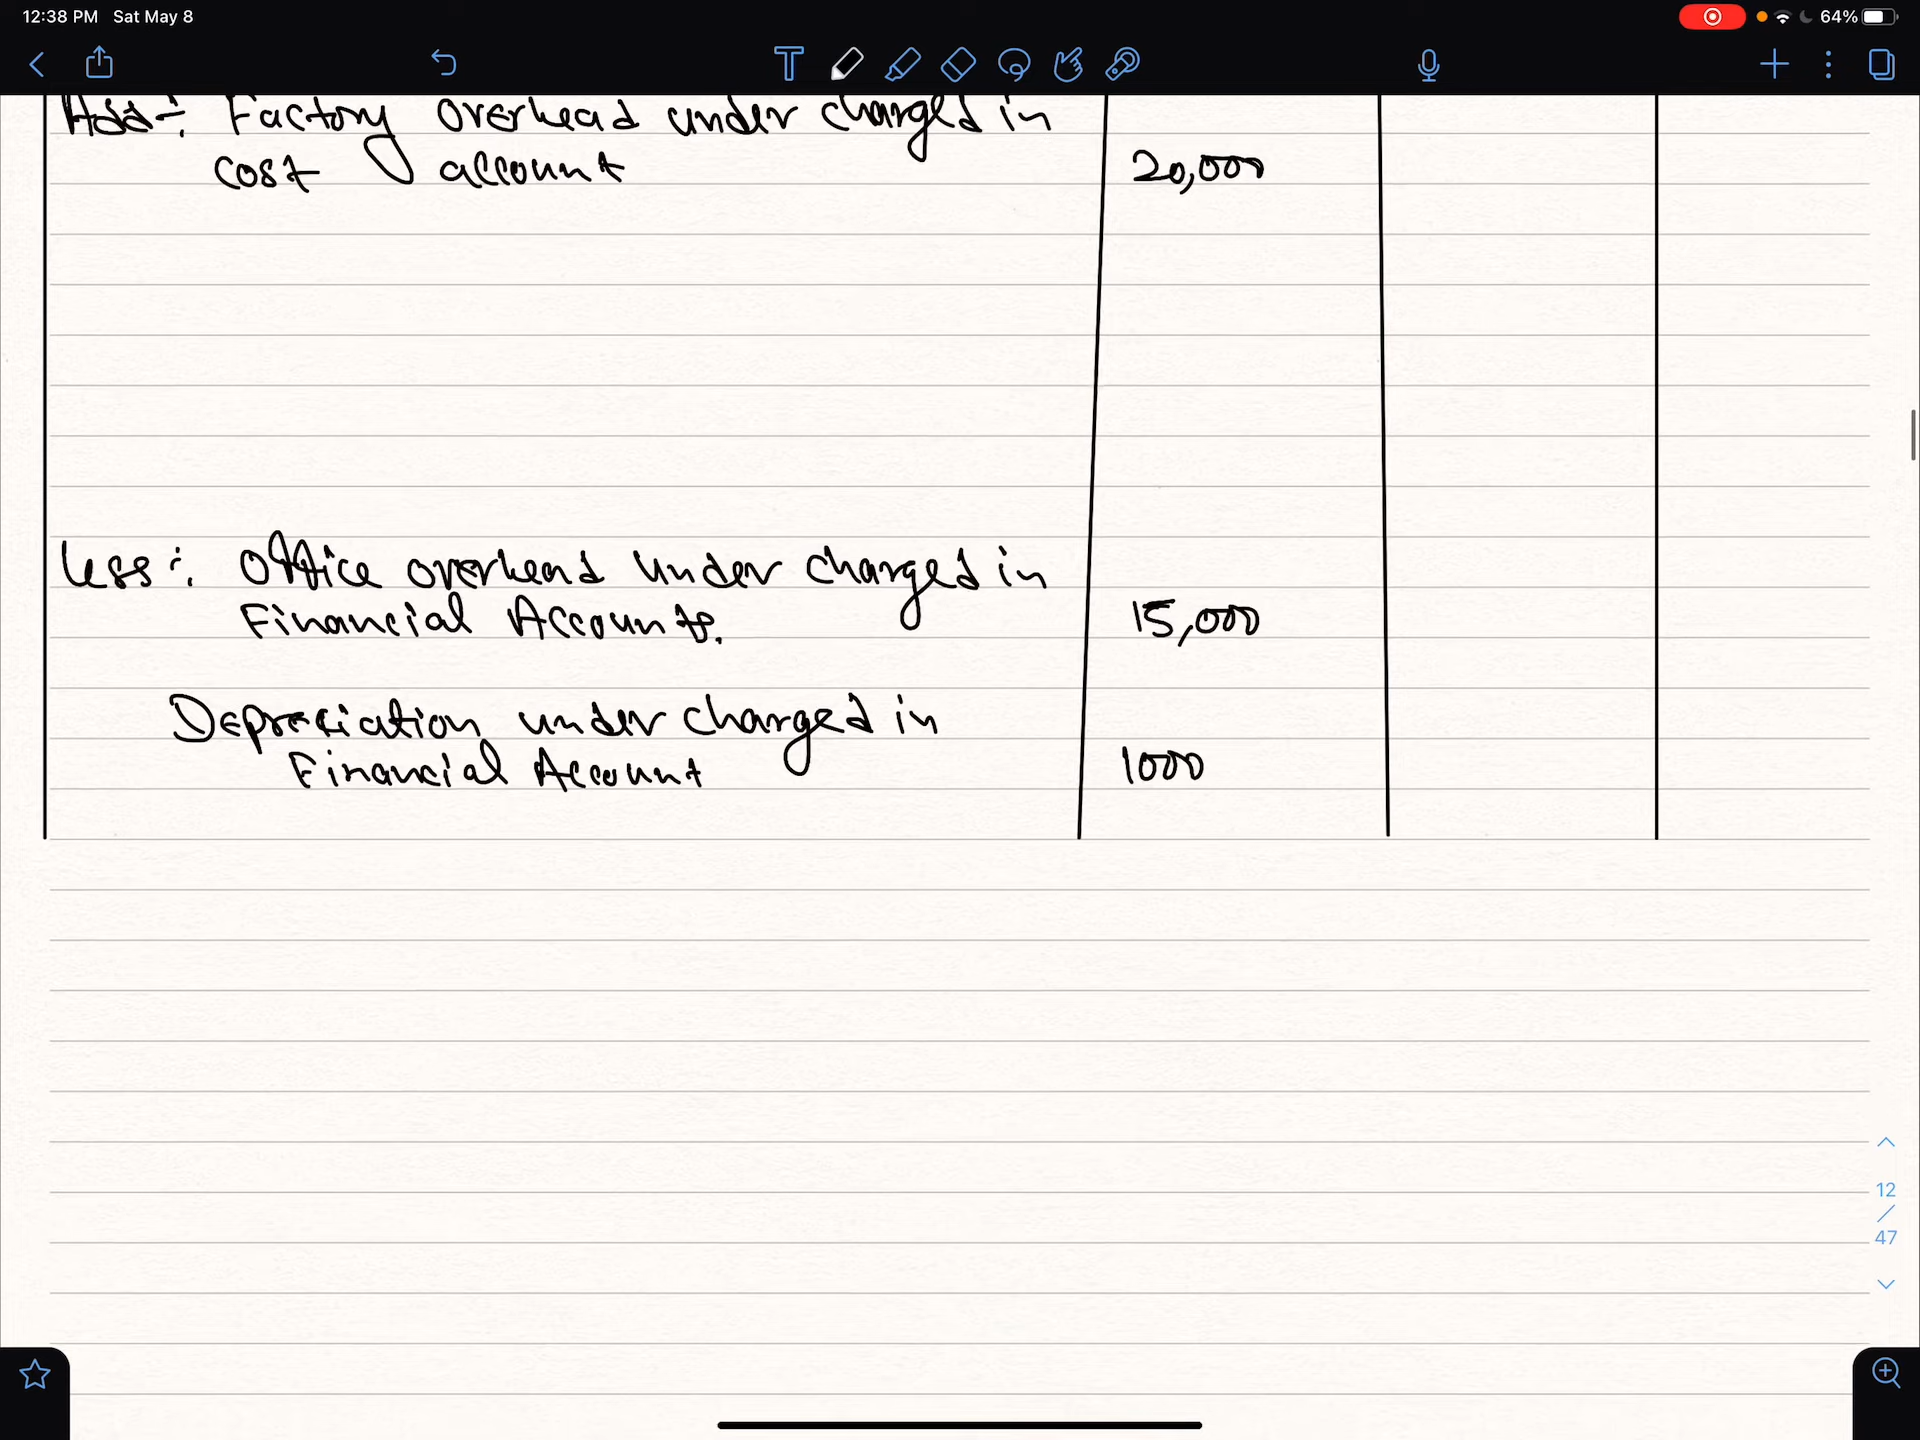 12:38 PM Sat May 8
64%
Add :- Factory overhead under charged in
cost account
20,000
Less :- Office overhead under charged in
Financial Accounts.
15,000
Depreciation under charged in
Financial Account
1000
12
/
47